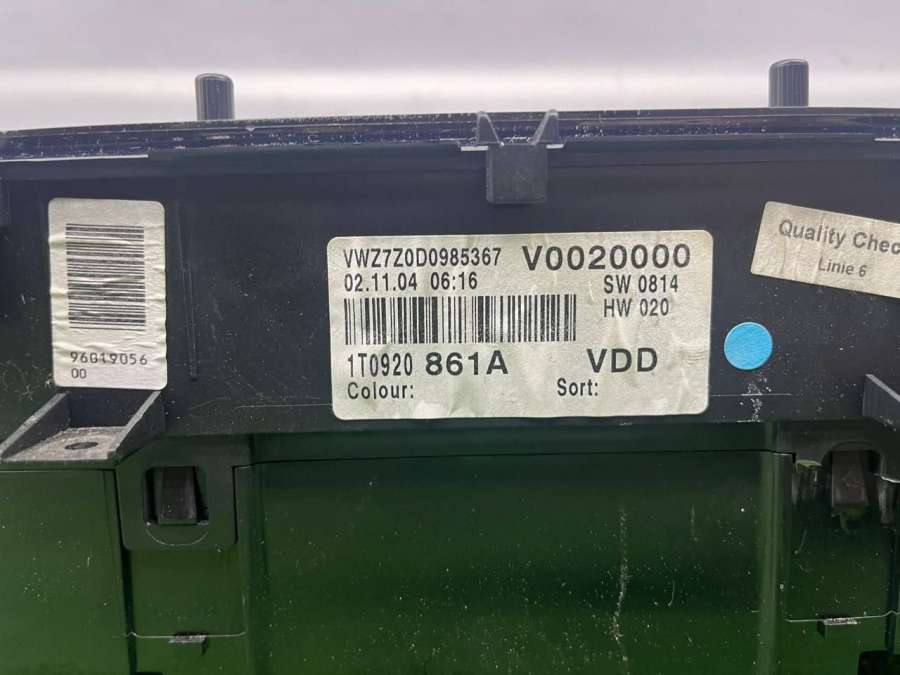 96019056
00
VWZ7Z0D0985367 V0020000
02.11.04 06:16 SW 0814
HW 020
1T0920 861A VDD
Colour: Sort:
Quality Chec
Linie 6